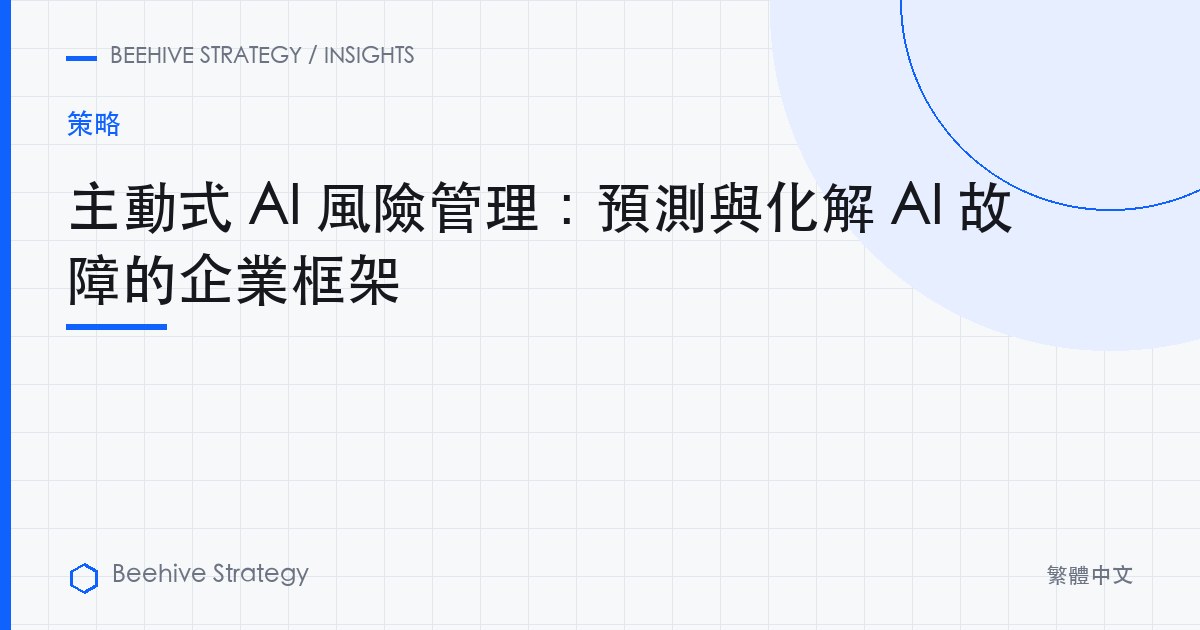 BEEHIVE STRATEGY / INSIGHTS
策略
主動式 AI 風險管理：預測與化解 AI 故
障的企業框架
Beehive Strategy
繁體中文